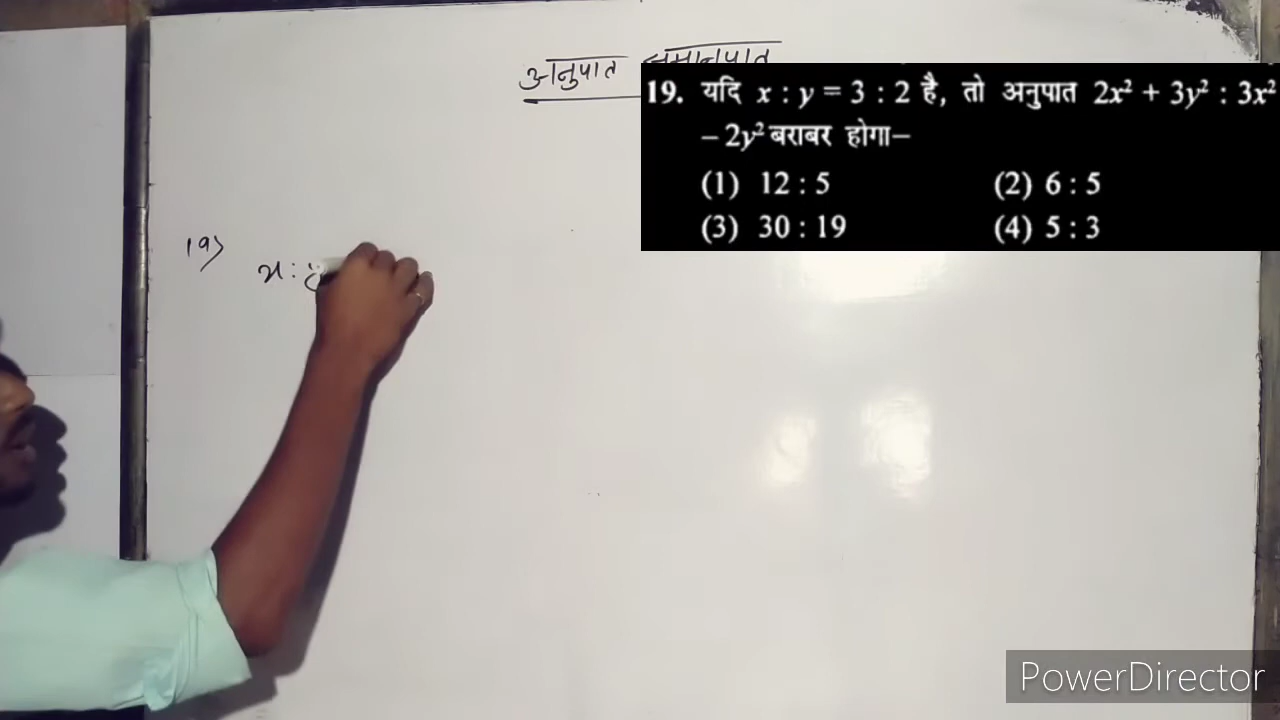 अनुपात समानुपात
19. यदि x : y = 3 : 2 है, तो अनुपात 2x² + 3y² : 3x²
– 2y² बराबर होगा–
(1) 12 : 5 (2) 6 : 5
(3) 30 : 19 (4) 5 : 3
19)
x : y
PowerDirector